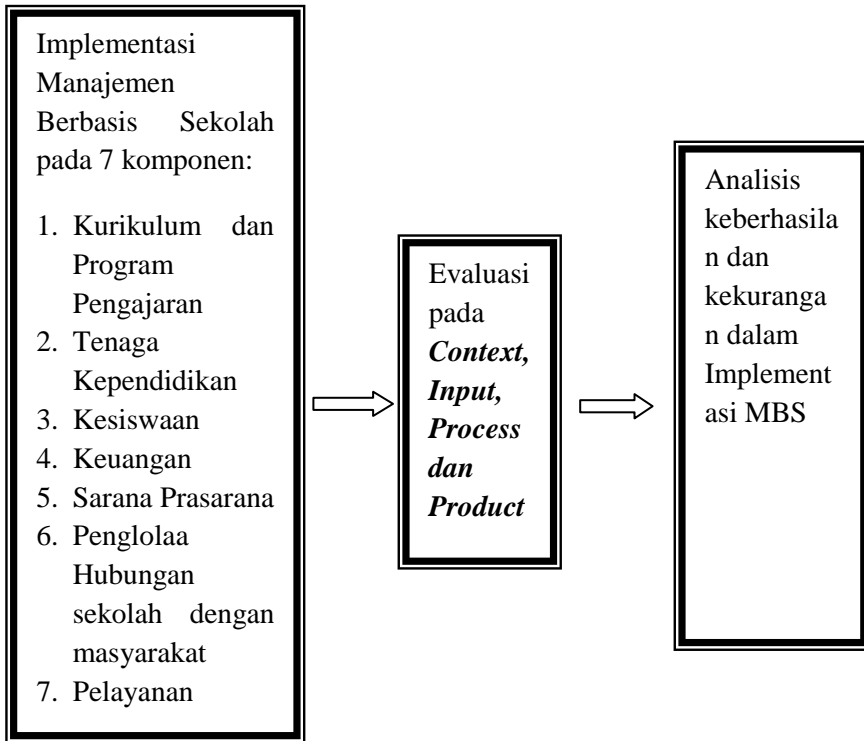 Implementasi
Manajemen
Berbasis Sekolah
pada 7 komponen:
1. Kurikulum dan
Program
Pengajaran
2. Tenaga
Kependidikan
3. Kesiswaan
4. Keuangan
5. Sarana Prasarana
6. Penglolaa
Hubungan
sekolah dengan
masyarakat
7. Pelayanan
Evaluasi
pada
Context,
Input,
Process
dan
Product
Analisis
keberhasila
n dan
kekuranga
n dalam
Implement
asi MBS